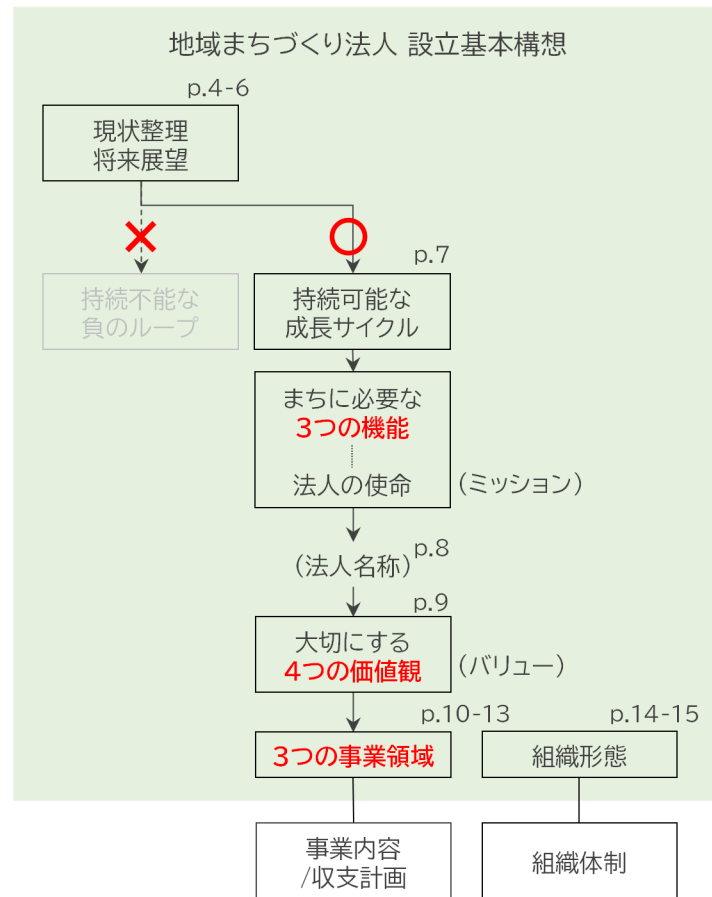 地域まちづくり法人 設立基本構想
p.4-6
現状整理
将来展望
p.7
持続不能な
負のループ
持続可能な
成長サイクル
まちに必要な
3つの機能
法人の使命
(ミッション)
(法人名称)
p.8
p.9
大切にする
4つの価値観
(バリュー)
p.10-13
p.14-15
3つの事業領域
組織形態
事業内容
/収支計画
組織体制